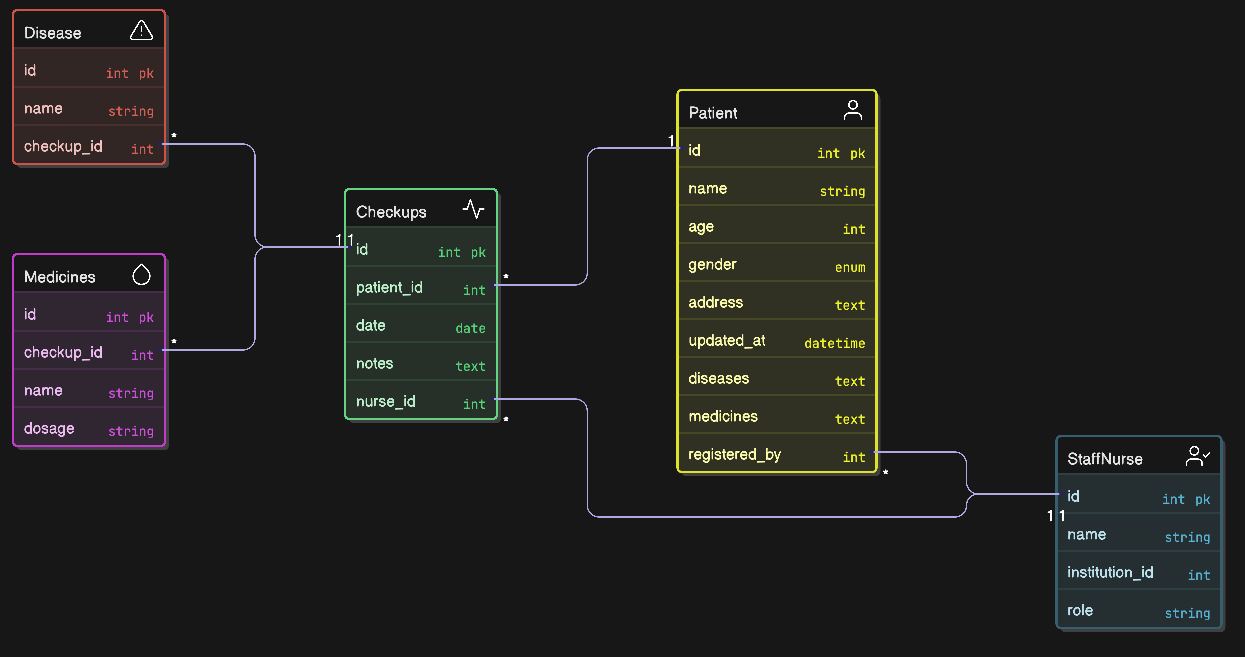 Disease
id int pk
name string
checkup_id int
*
Medicines
id int pk
checkup_id int
*
name string
dosage string
Checkups
1 1
id int pk
patient_id int
*
date date
notes text
nurse_id int
*
Patient
1
id int pk
name string
age int
gender enum
address text
updated_at datetime
diseases text
medicines text
registered_by int
*
StaffNurse
id int pk
1 1
name string
institution_id int
role string